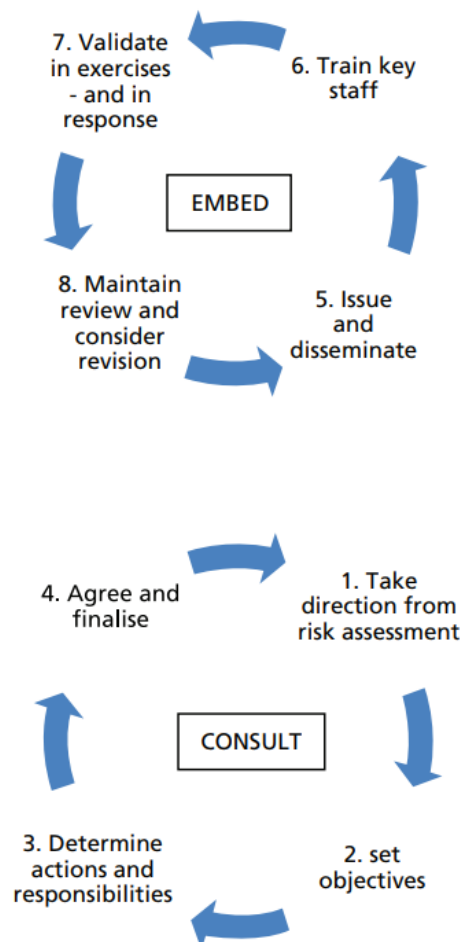 7. Validate
in exercises
- and in
response
6. Train key
staff
EMBED
8. Maintain
review and
consider
revision
5. Issue
and
disseminate
4. Agree and
finalise
1. Take
direction from
risk assessment
CONSULT
3. Determine
actions and
responsibilities
2. set
objectives